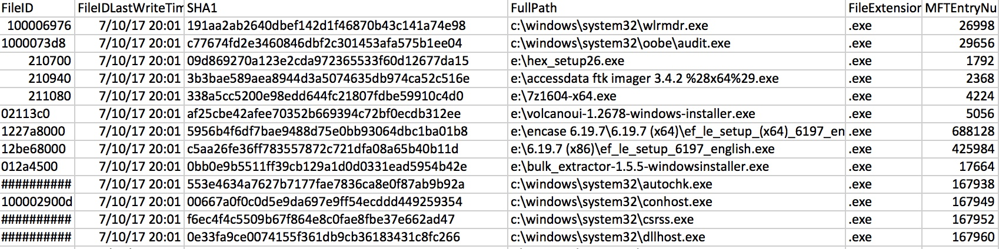 FileID FileIDLastWriteTim SHA1 FullPath FileExtension MFTEntryNu
100006976 7/10/17 20:01 191aa2ab2640dbef142d1f46870b43c141a74e98 c:\windows\system32\wlrmdr.exe .exe 26998
1000073d8 7/10/17 20:01 c77674fd2e3460846dbf2c301453afa575b1ee04 c:\windows\system32\oobe\audit.exe .exe 29656
210700 7/10/17 20:01 09d869270a123e2cda972365533f60d12677da15 e:\hex_setup26.exe .exe 1792
210940 7/10/17 20:01 3b3bae589aea8944d3a5074635db974ca52c516e e:\accessdata ftk imager 3.4.2 %28x64%29.exe .exe 2368
211080 7/10/17 20:01 338a5cc5200e98edd644fc21807fdbe59910c4d0 e:\7z1604-x64.exe .exe 4224
02113c0 7/10/17 20:01 af25cbe42afee70352b669394c72bf0ecdb312ee e:\volcanoui-1.2678-windows-installer.exe .exe 5056
1227a8000 7/10/17 20:01 5956b4f6df7bae9488d75e0bb93064dbc1ba01b8 e:\encase 6.19.7\6.19.7 (x64)\ef_le_setup_(x64)_6197_en .exe 688128
12be68000 7/10/17 20:01 c5aa26fe36ff783557872c721dfa08a65b40b11d e:\6.19.7 (x86)\ef_le_setup_6197_english.exe .exe 425984
012a4500 7/10/17 20:01 0bb0e9b5511ff39cb129a1d0d0331ead5954b42e e:\bulk_extractor-1.5.5-windowsinstaller.exe .exe 17664
########## 7/10/17 20:01 553e4634a7627b7177fae7836ca8e0f87ab9b92a c:\windows\system32\autochk.exe .exe 167938
100002900d 7/10/17 20:01 00667a0f0c0d5e9da697e9ff54ecddd449259354 c:\windows\system32\conhost.exe .exe 167949
########## 7/10/17 20:01 f6ec4f4c5509b67f864e8c0fae8fbe37e662ad47 c:\windows\system32\csrss.exe .exe 167952
########## 7/10/17 20:01 0e33fa9ce0074155f361db9cb36183431c8fc266 c:\windows\system32\dllhost.exe .exe 167960